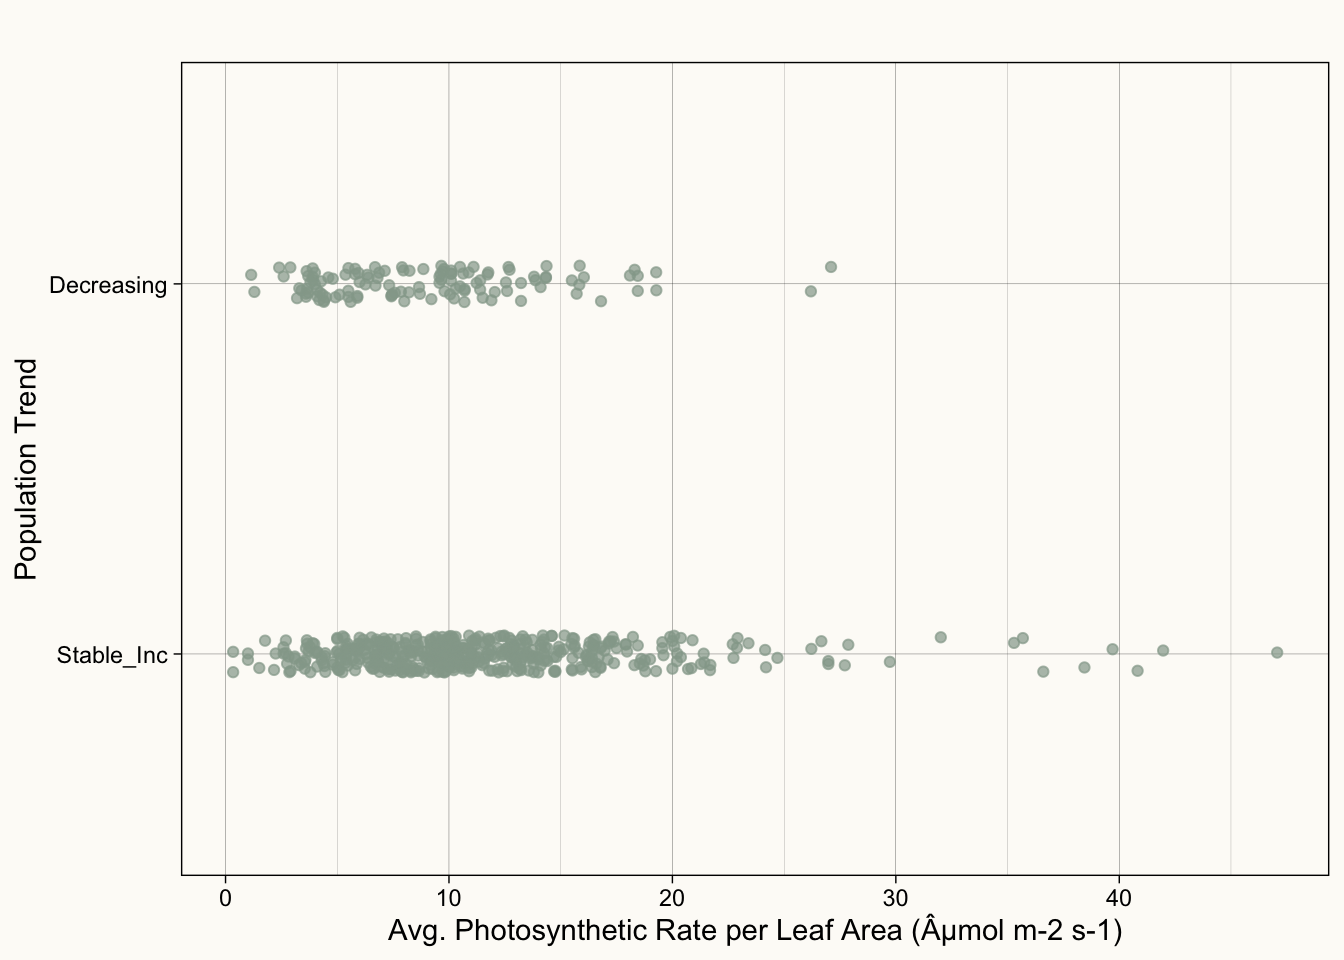 Decreasing
Population Trend
Stable_Inc
0 10 20 30 40
Avg. Photosynthetic Rate per Leaf Area (Âµmol m-2 s-1)